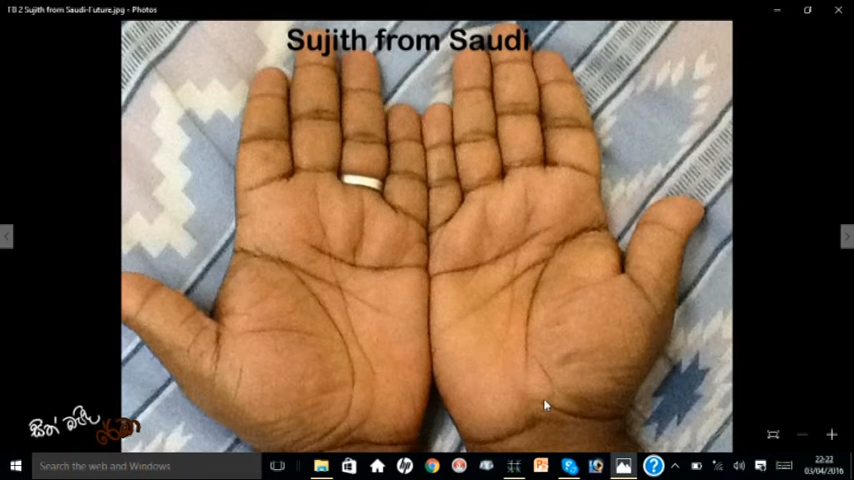 FB 2 Sujith from Saudi-Future.jpg - Photos
Sujith from Saudi
සිත් මැද්ද
රේඛා
Search the web and Windows
22:22
03/04/2016